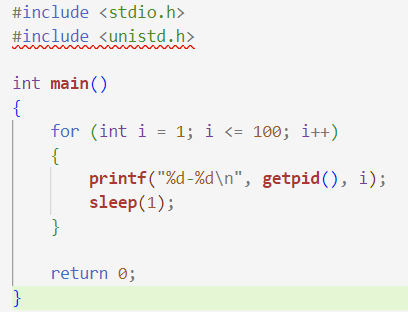 #include <stdio.h>
#include <unistd.h>
int main()
{
for (int i = 1; i <= 100; i++)
{
printf("%d-%d\n", getpid(), i);
sleep(1);
}
return 0;
}